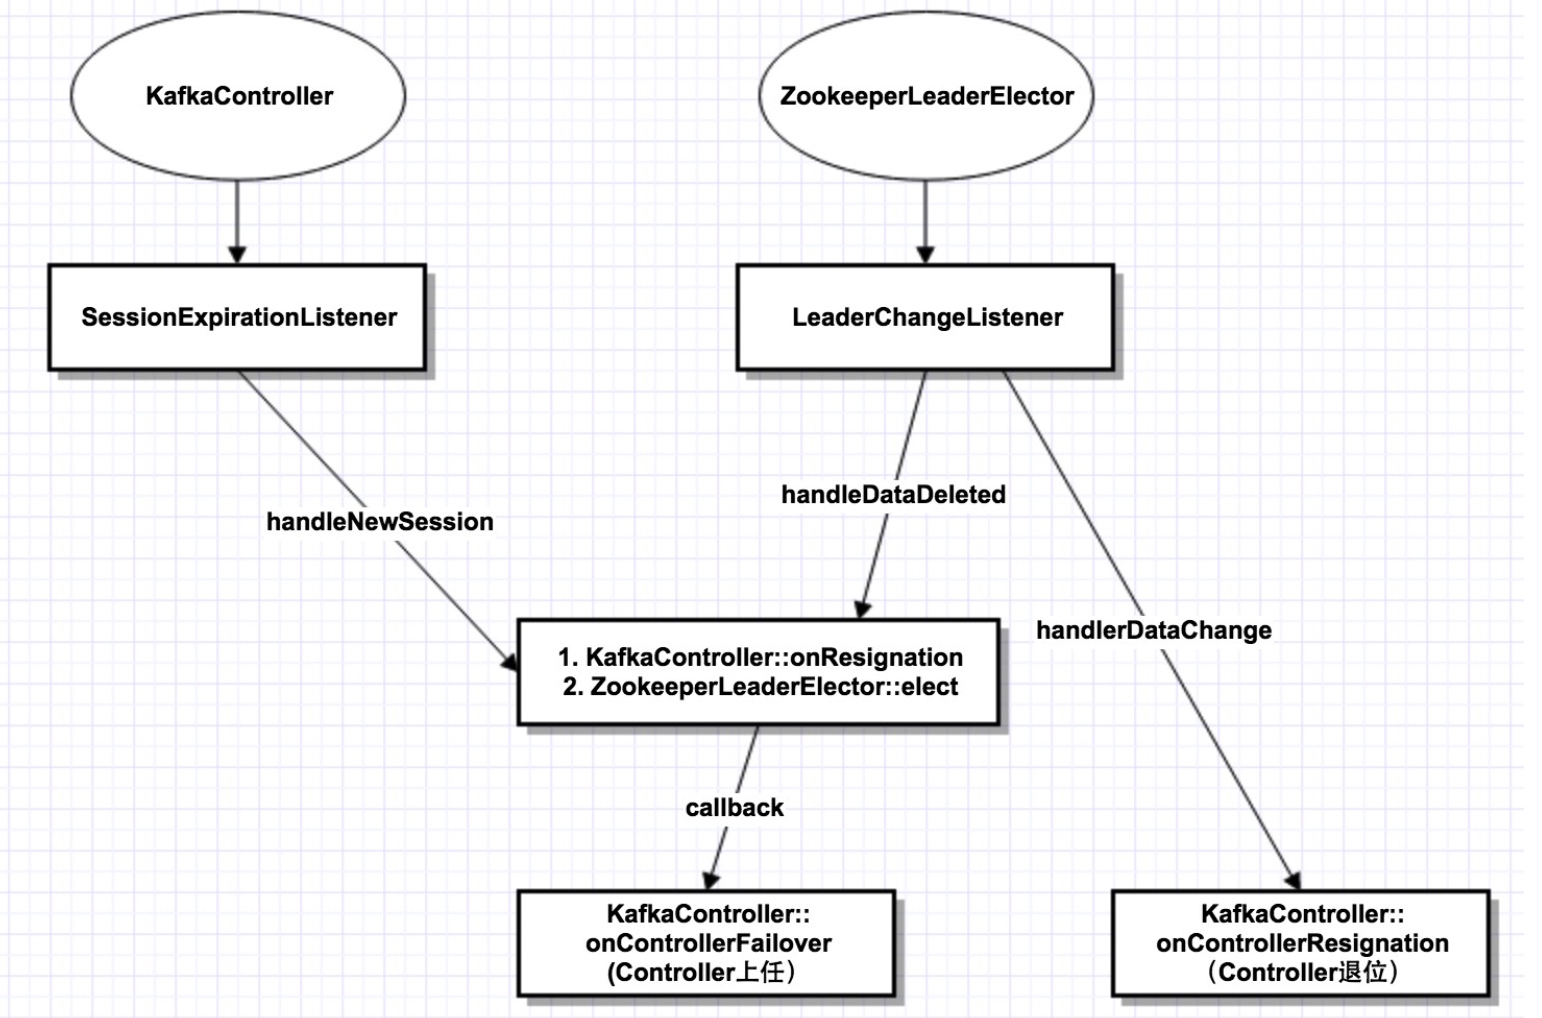 KafkaController
ZookeeperLeaderElector
SessionExpirationListener
LeaderChangeListener
handleDataDeleted
handleNewSession
handlerDataChange
1. KafkaController::onResignation
2. ZookeeperLeaderElector::elect
callback
KafkaController::
onControllerFailover
(Controller上任）
KafkaController::
onControllerResignation
（Controller退位）